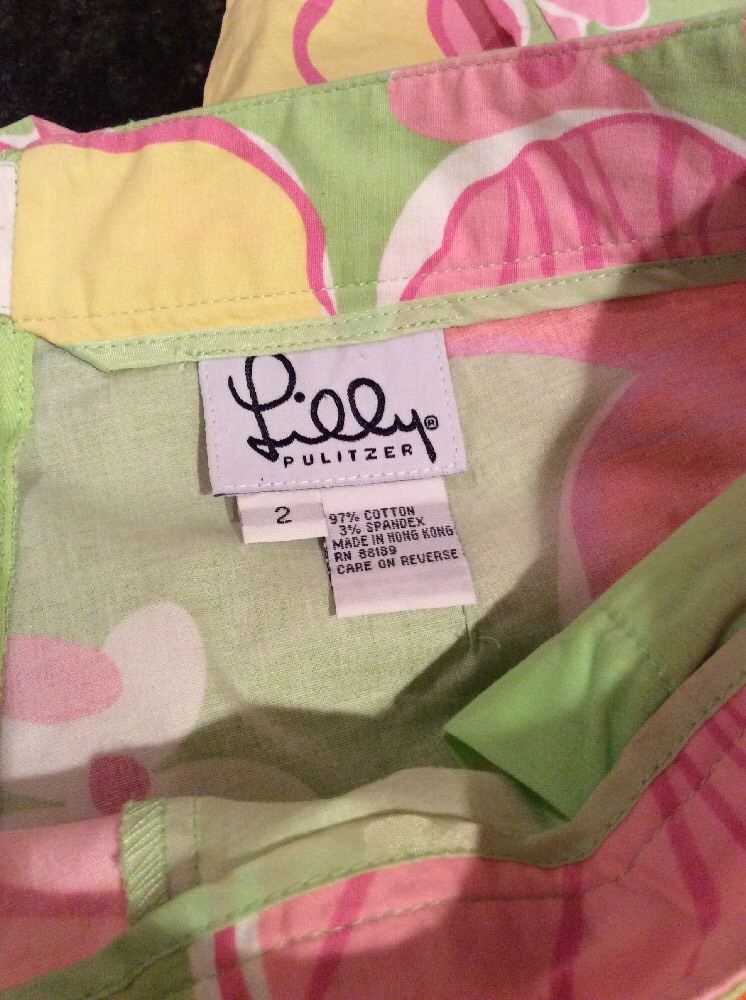 Lilly®
PULITZER
2
97% COTTON
3% SPANDEX
MADE IN HONG KONG
RN 88189
CARE ON REVERSE